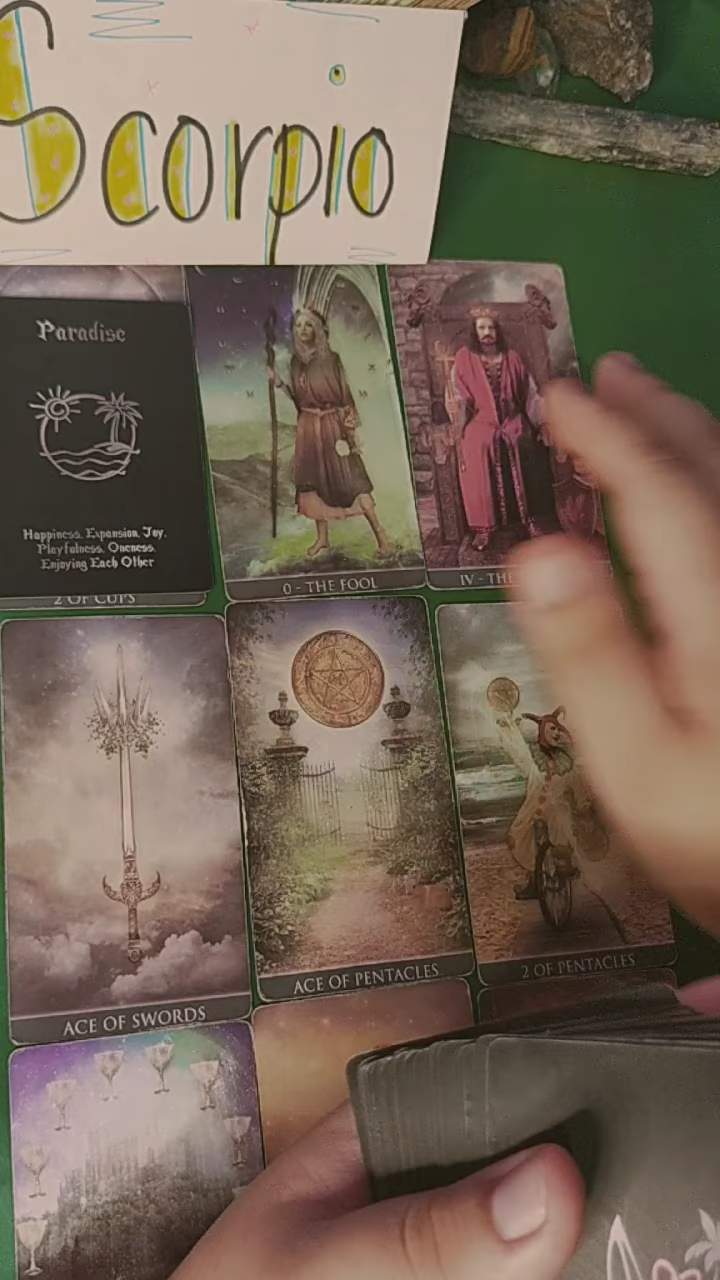 Scorpio
Paradise
Happiness. Expansion. Joy.
Playfulness. Oneness.
Enjoying Each Other
2 OF CUPS
0 - THE FOOL
IV - THE
ACE OF SWORDS
ACE OF PENTACLES
2 OF PENTACLES